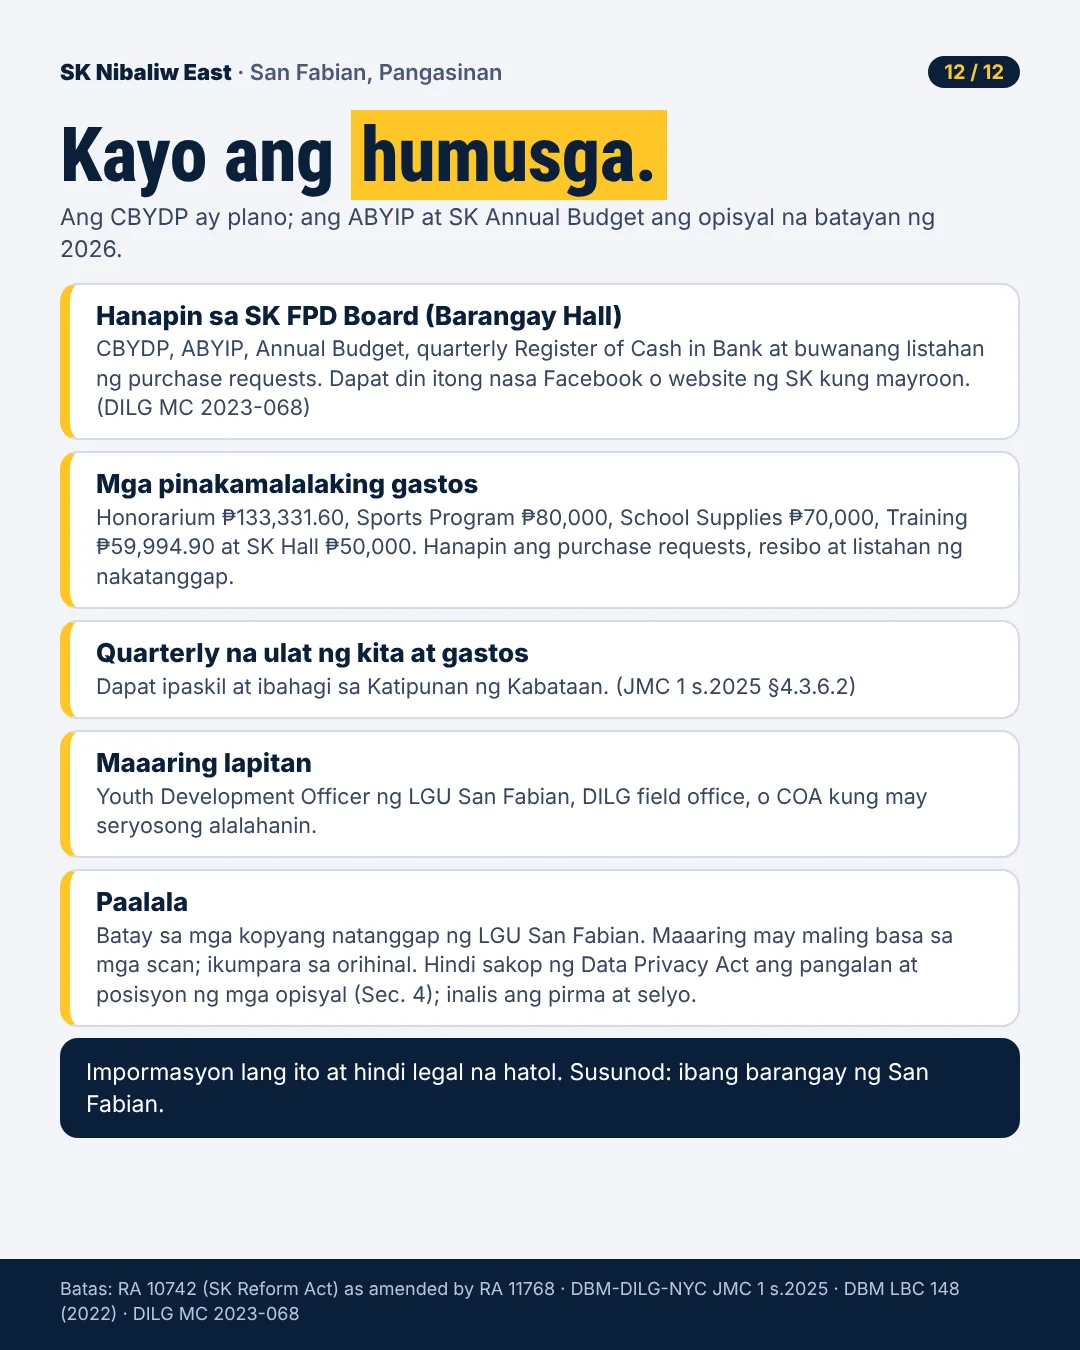 SK Nibaliw East · San Fabian, Pangasinan
12 / 12
Kayo ang humusga.
Ang CBYDP ay plano; ang ABYIP at SK Annual Budget ang opisyal na batayan ng
2026.
Hanapin sa SK FPD Board (Barangay Hall)
CBYDP, ABYIP, Annual Budget, quarterly Register of Cash in Bank at buwanang listahan
ng purchase requests. Dapat din itong nasa Facebook o website ng SK kung mayroon.
(DILG MC 2023-068)
Mga pinakamalalaking gastos
Honorarium ₱133,331.60, Sports Program ₱80,000, School Supplies ₱70,000, Training
₱59,994.90 at SK Hall ₱50,000. Hanapin ang purchase requests, resibo at listahan ng
nakatanggap.
Quarterly na ulat ng kita at gastos
Dapat ipaskil at ibahagi sa Katipunan ng Kabataan. (JMC 1 s.2025 §4.3.6.2)
Maaaring lapitan
Youth Development Officer ng LGU San Fabian, DILG field office, o COA kung may
seryosong alalahanin.
Paalala
Batay sa mga kopyang natanggap ng LGU San Fabian. Maaaring may maling basa sa
mga scan; ikumpara sa orihinal. Hindi sakop ng Data Privacy Act ang pangalan at
posisyon ng mga opisyal (Sec. 4); inalis ang pirma at selyo.
Impormasyon lang ito at hindi legal na hatol. Susunod: ibang barangay ng San
Fabian.
Batas: RA 10742 (SK Reform Act) as amended by RA 11768 · DBM-DILG-NYC JMC 1 s.2025 · DBM LBC 148
(2022) · DILG MC 2023-068